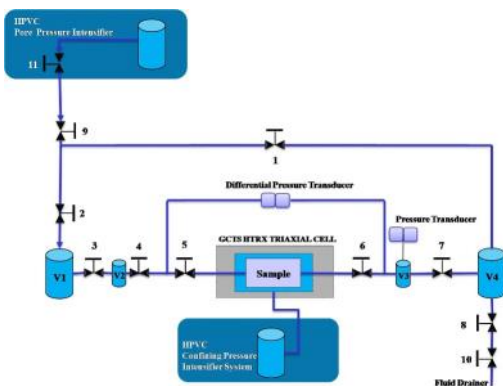 HPVC
Pore Pressure Intensifier
11
9
1
Differential Pressure Transducer
2
Pressure Transducer
GCTS HTRX TRIAXIAL CELL
3
4
5
6
7
V1
V2
Sample
V3
V4
HPVC
Confining Pressure
Intensifier System
8
10
Fluid Drainer